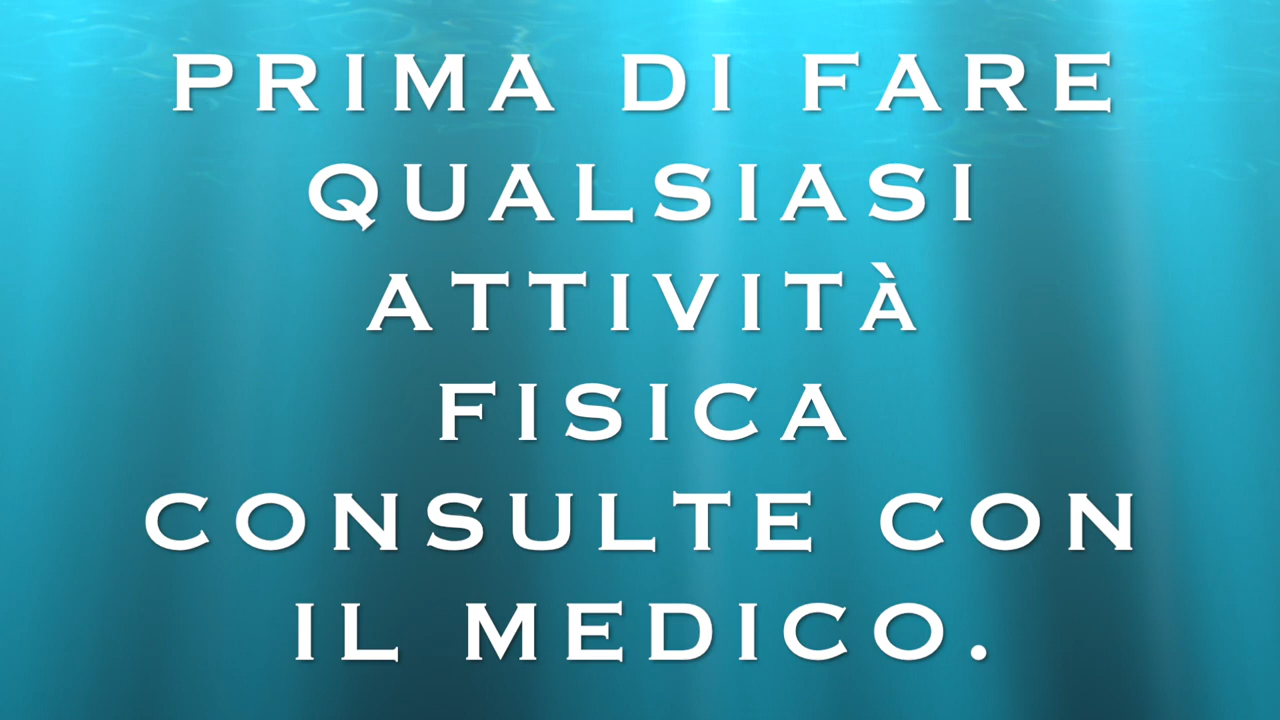 PRIMA DI FARE
QUALSIASI
ATTIVITÀ
FISICA
CONSULTE CON
IL MEDICO.